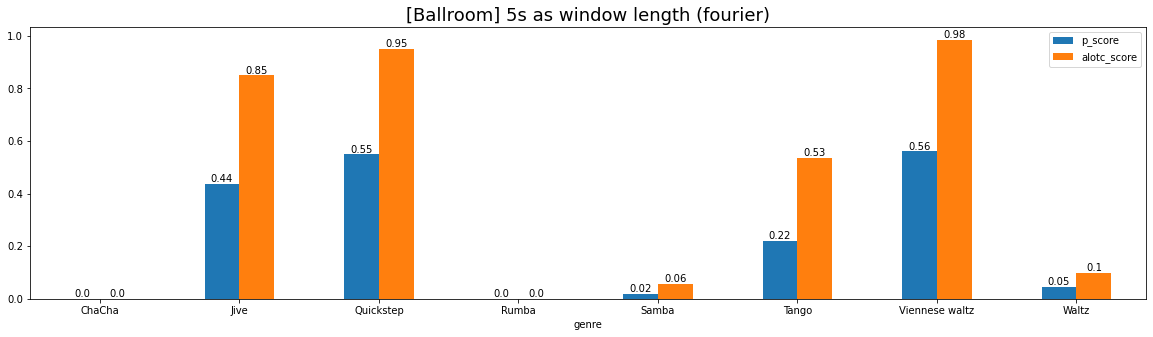 [Ballroom] 5s as window length (fourier)
p_score
alotc_score
1.0
0.8
0.6
0.4
0.2
0.0
0.0 0.0
0.44 0.85
0.55 0.95
0.0 0.0
0.02 0.06
0.22 0.53
0.56 0.98
0.05 0.1
ChaCha Jive Quickstep Rumba Samba Tango Viennese waltz Waltz
genre